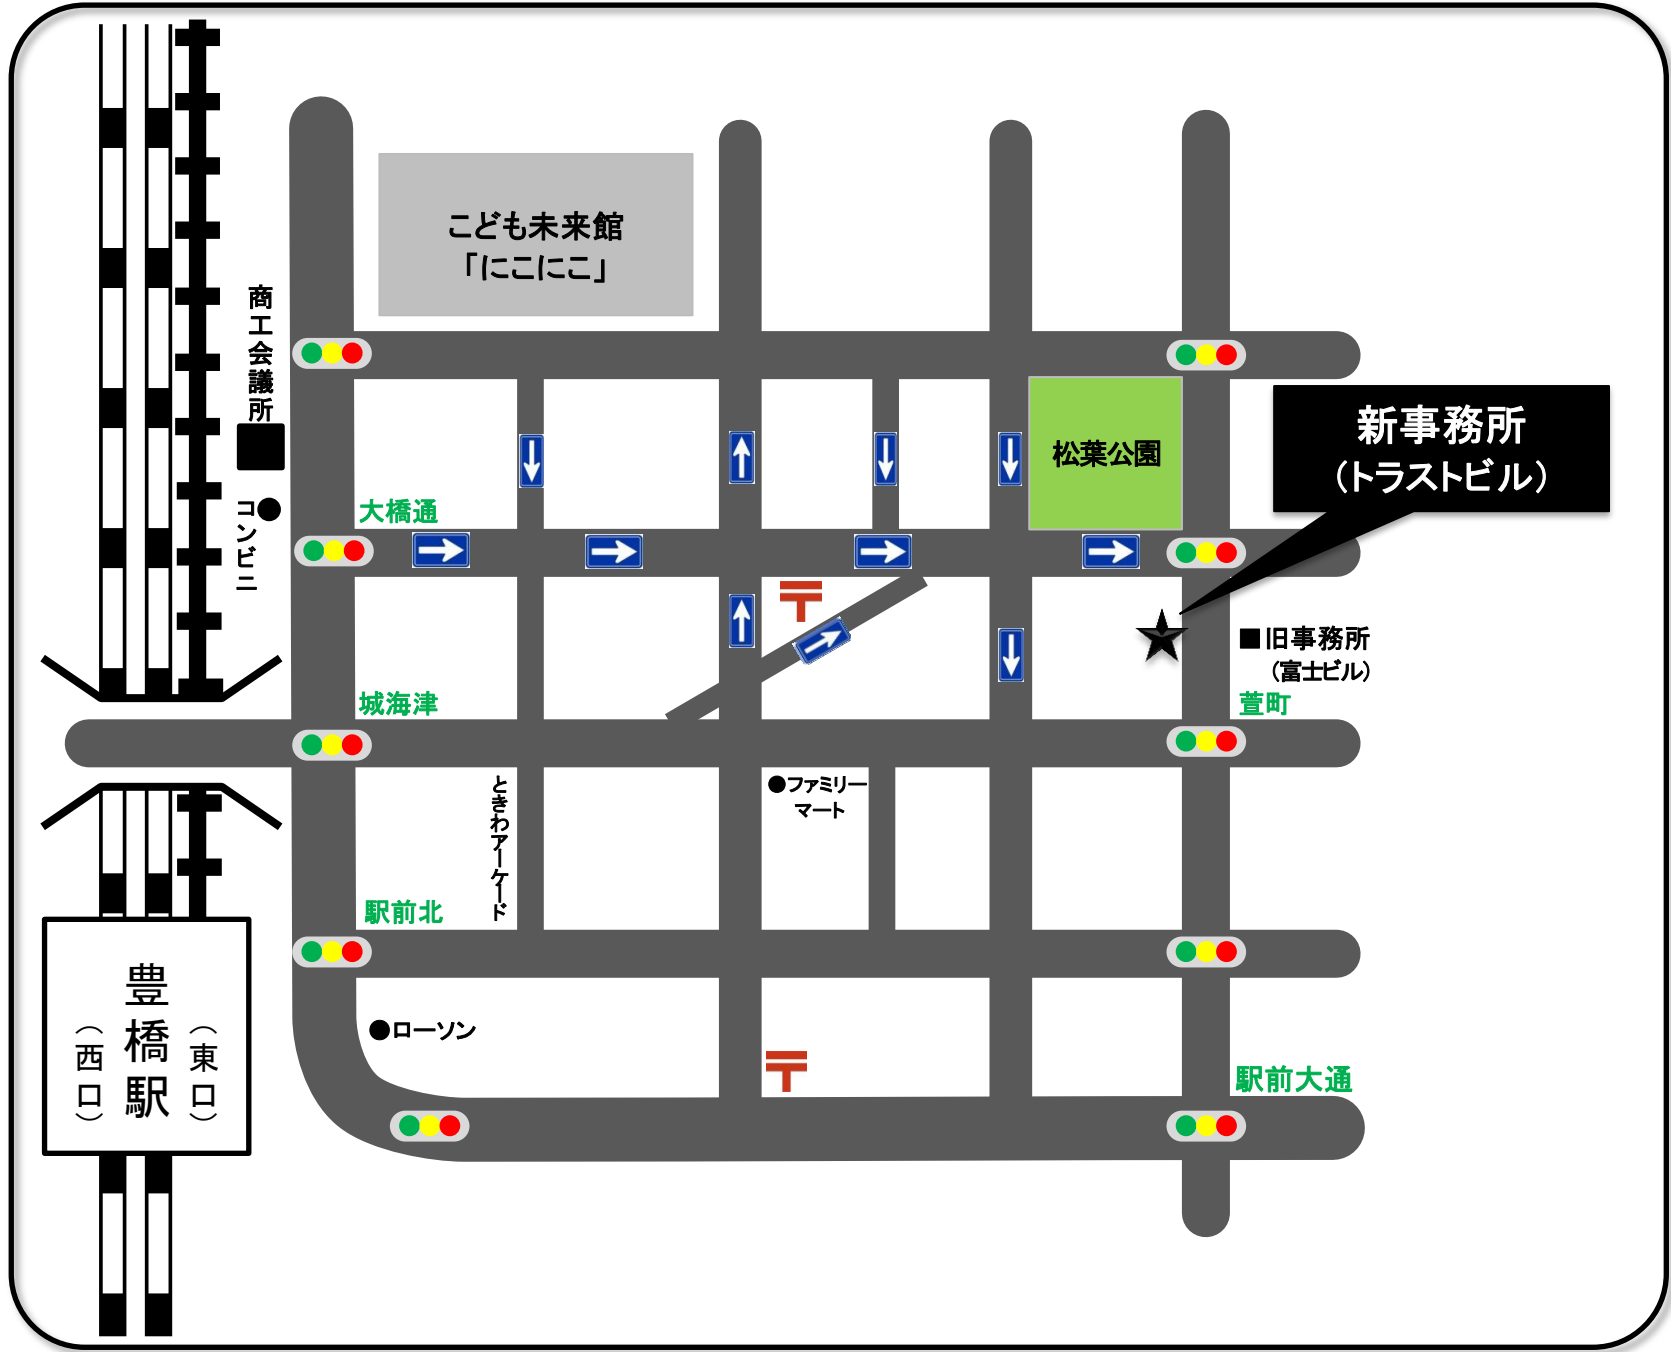 こども未来館
「にこにこ」
商工会議所
コンビニ
大橋通
松葉公園
新事務所
（トラストビル）
〒
旧事務所
（富士ビル）
城海津
萱町
ときわアーケード
ファミリー
マート
駅前北
豊橋駅
（東口）
（西口）
ローソン
〒
駅前大通